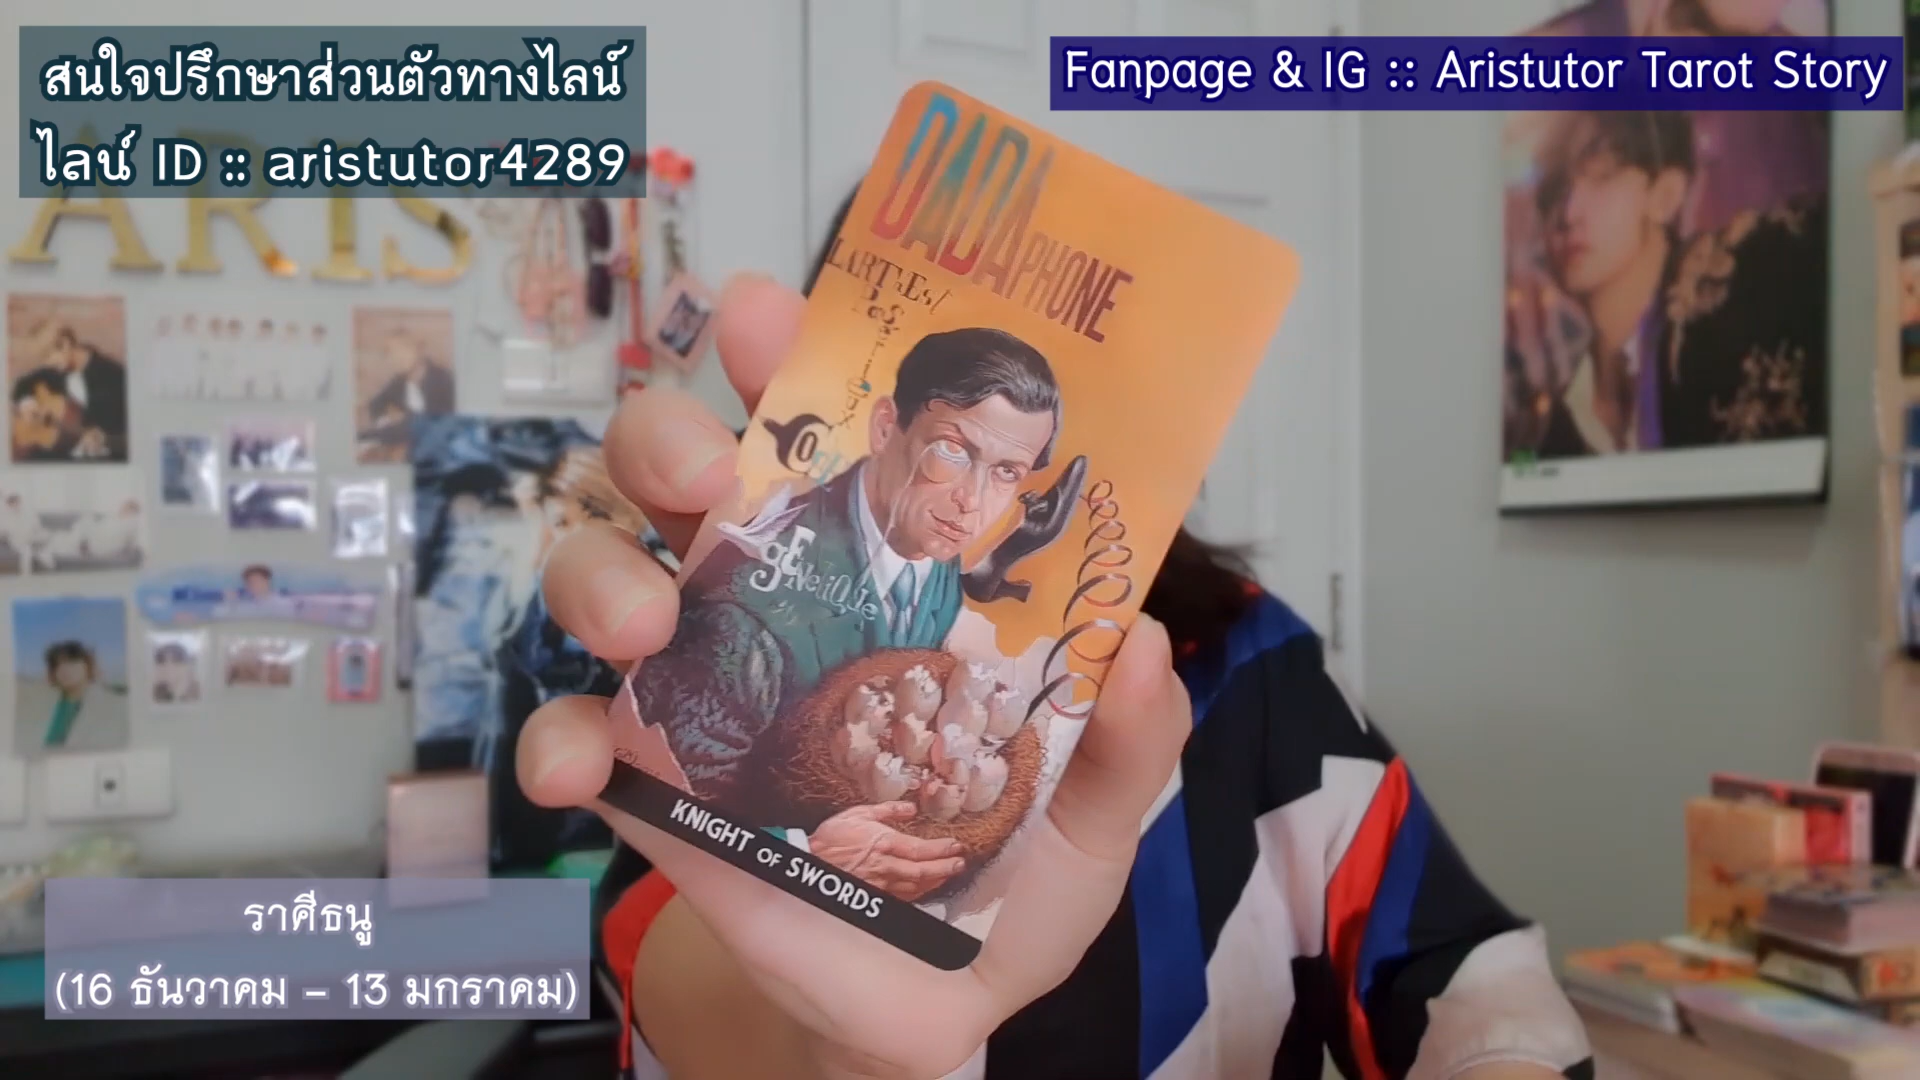 สนใจปรึกษาส่วนตัวทางไลน์
ไลน์ ID :: aristutor4289
Fanpage & IG :: Aristutor Tarot Story
ARIS
DADAPHONE
gENetiQUe
KNIGHT OF SWORDS
ราศีธนู
(16 ธันวาคม – 13 มกราคม)